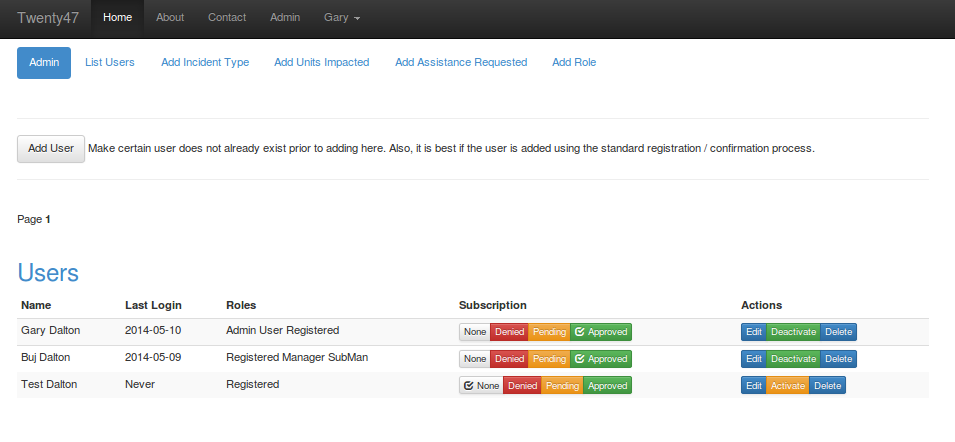 Twenty47 Home About Contact Admin Gary
Admin List Users Add Incident Type Add Units Impacted Add Assistance Requested Add Role
Add User Make certain user does not already exist prior to adding here. Also, it is best if the user is added using the standard registration / confirmation process.
Page 1
Users
Name Last Login Roles Subscription Actions
Gary Dalton 2014-05-10 Admin User Registered None Denied Pending Approved Edit Deactivate Delete
Buj Dalton 2014-05-09 Registered Manager SubMan None Denied Pending Approved Edit Deactivate Delete
Test Dalton Never Registered None Denied Pending Approved Edit Activate Delete